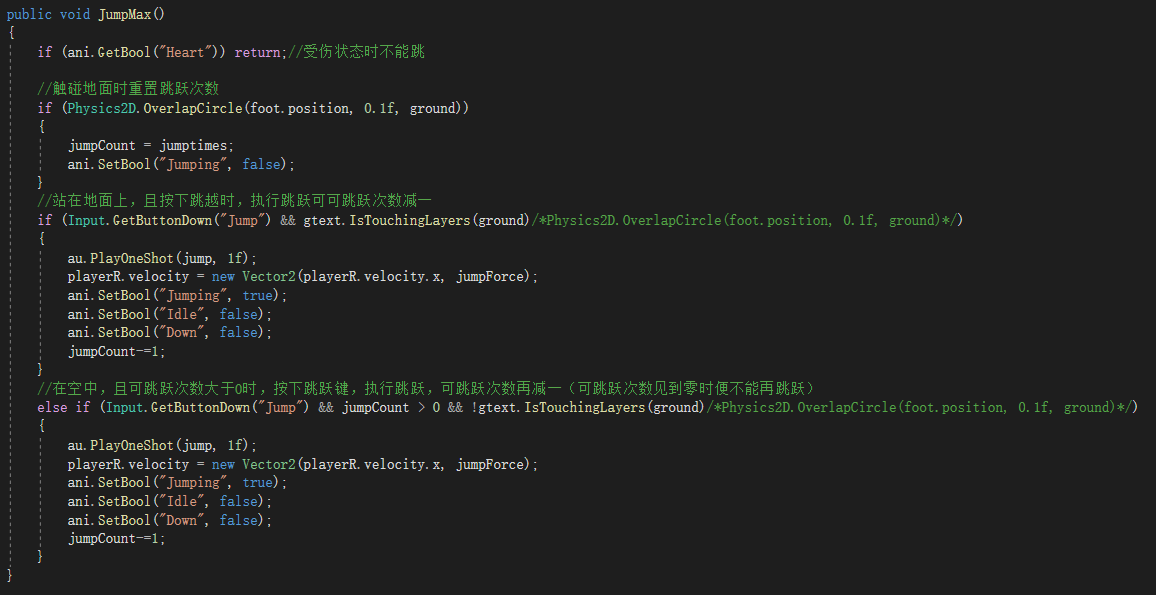 public void JumpMax()
{
if (ani.GetBool("Heart")) return;//受伤状态时不能跳
//触碰地面时重置跳跃次数
if (Physics2D.OverlapCircle(foot.position, 0.1f, ground))
{
jumpCount = jumptimes;
ani.SetBool("Jumping", false);
}
//站在地面上，且按下跳越时，执行跳跃可可跳跃次数减一
if (Input.GetButtonDown("Jump") && gtext.IsTouchingLayers(ground)/*Physics2D.OverlapCircle(foot.position, 0.1f, ground)*/)
{
au.PlayOneShot(jump, 1f);
playerR.velocity = new Vector2(playerR.velocity.x, jumpForce);
ani.SetBool("Jumping", true);
ani.SetBool("Idle", false);
ani.SetBool("Down", false);
jumpCount-=1;
}
//在空中，且可跳跃次数大于0时，按下跳跃键，执行跳跃，可跳跃次数再减一（可跳跃次数见到零时便不能再跳跃）
else if (Input.GetButtonDown("Jump") && jumpCount > 0 && !gtext.IsTouchingLayers(ground)/*Physics2D.OverlapCircle(foot.position, 0.1f, ground)*/)
{
au.PlayOneShot(jump, 1f);
playerR.velocity = new Vector2(playerR.velocity.x, jumpForce);
ani.SetBool("Jumping", true);
ani.SetBool("Idle", false);
ani.SetBool("Down", false);
jumpCount-=1;
}
}